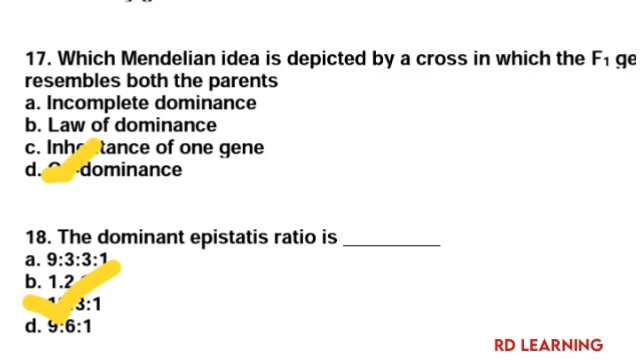 17. Which Mendelian idea is depicted by a cross in which the F₁ ge
resembles both the parents
a. Incomplete dominance
b. Law of dominance
c. Inh tance of one gene
d. dominance
18. The dominant epistatis ratio is __________
a. 9:3:3:1
b. 1.2
3:1
d. 9:6:1
RD LEARNING